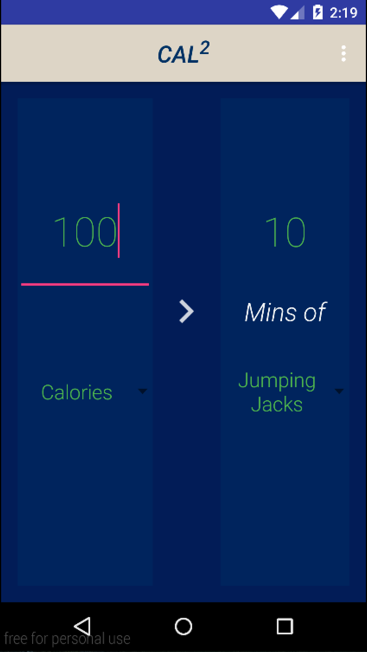 2:19
CAL²
100
10
Mins of
Calories
Jumping
Jacks
free for personal use